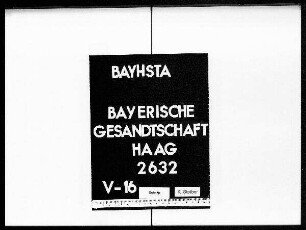 BAYHSTA
BAYERISCHE
GESANDTSCHAFT
HAAG
2632
V-16